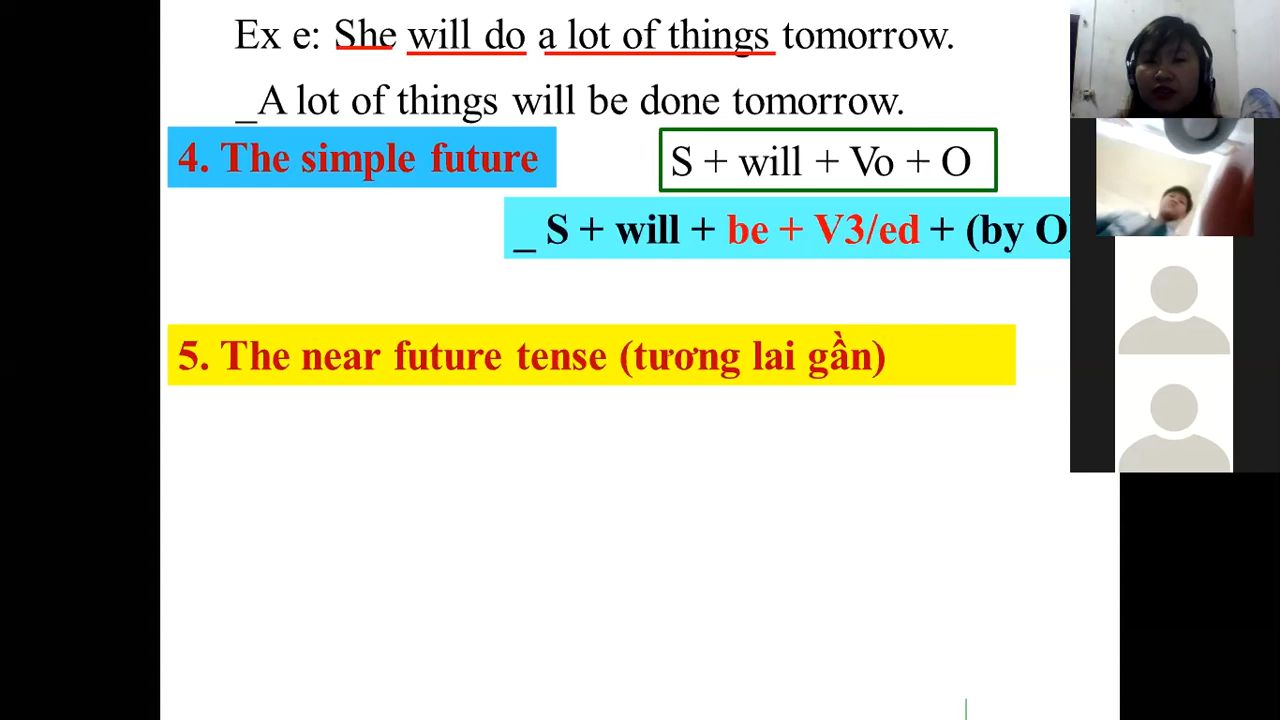 Ex e: She will do a lot of things tomorrow.
_A lot of things will be done tomorrow.
4. The simple future
S + will + Vo + O
_ S + will + be + V3/ed + (by O)
5. The near future tense (tương lai gần)